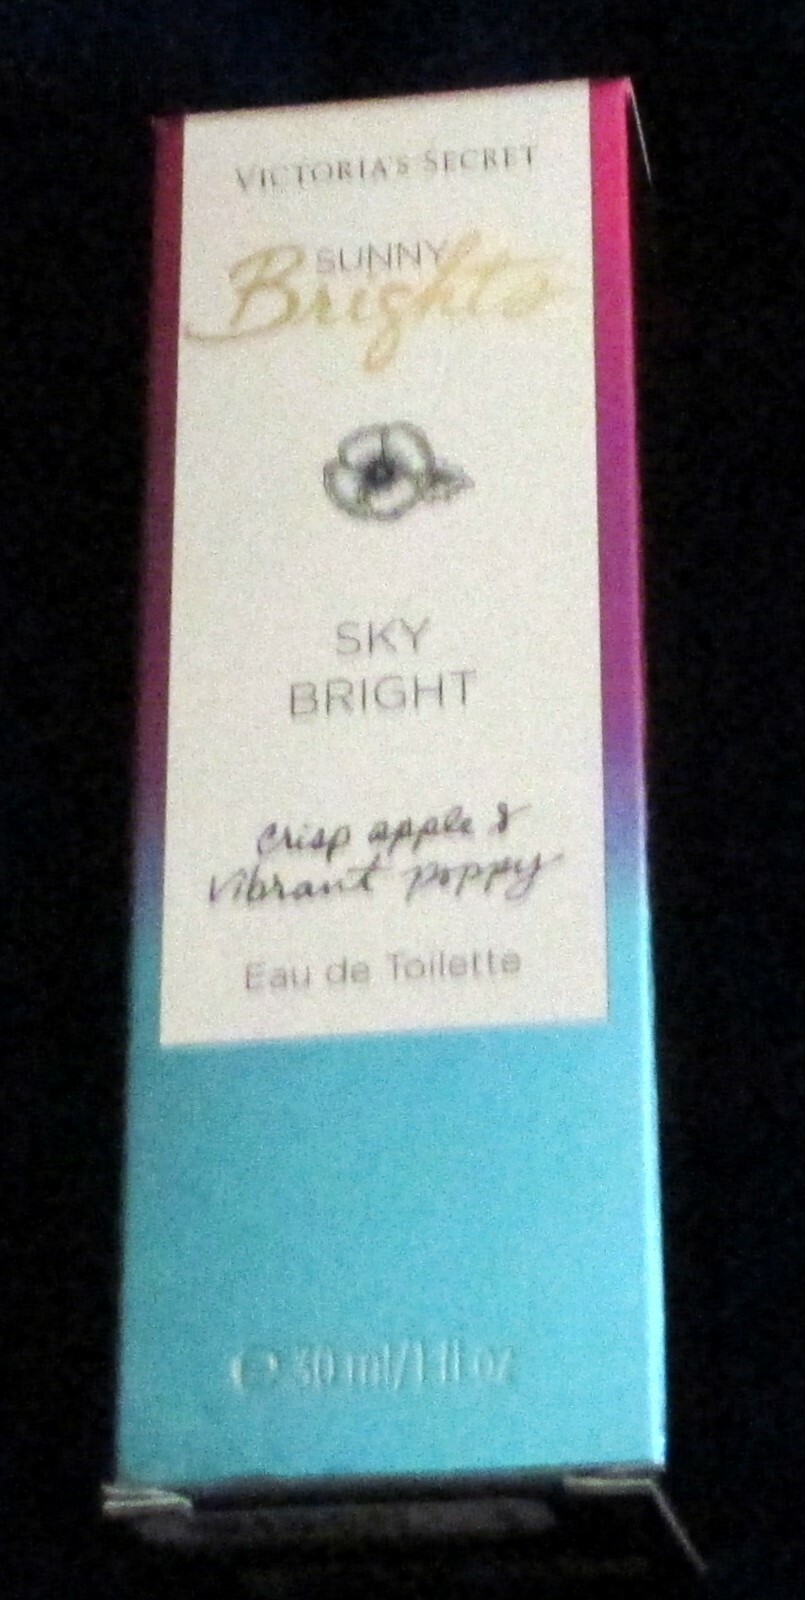 VICTORIA'S SECRET
SUNNY
Brights
SKY
BRIGHT
crisp apple &
vibrant poppy
Eau de Toilette
℮ 30 ml/1 fl oz